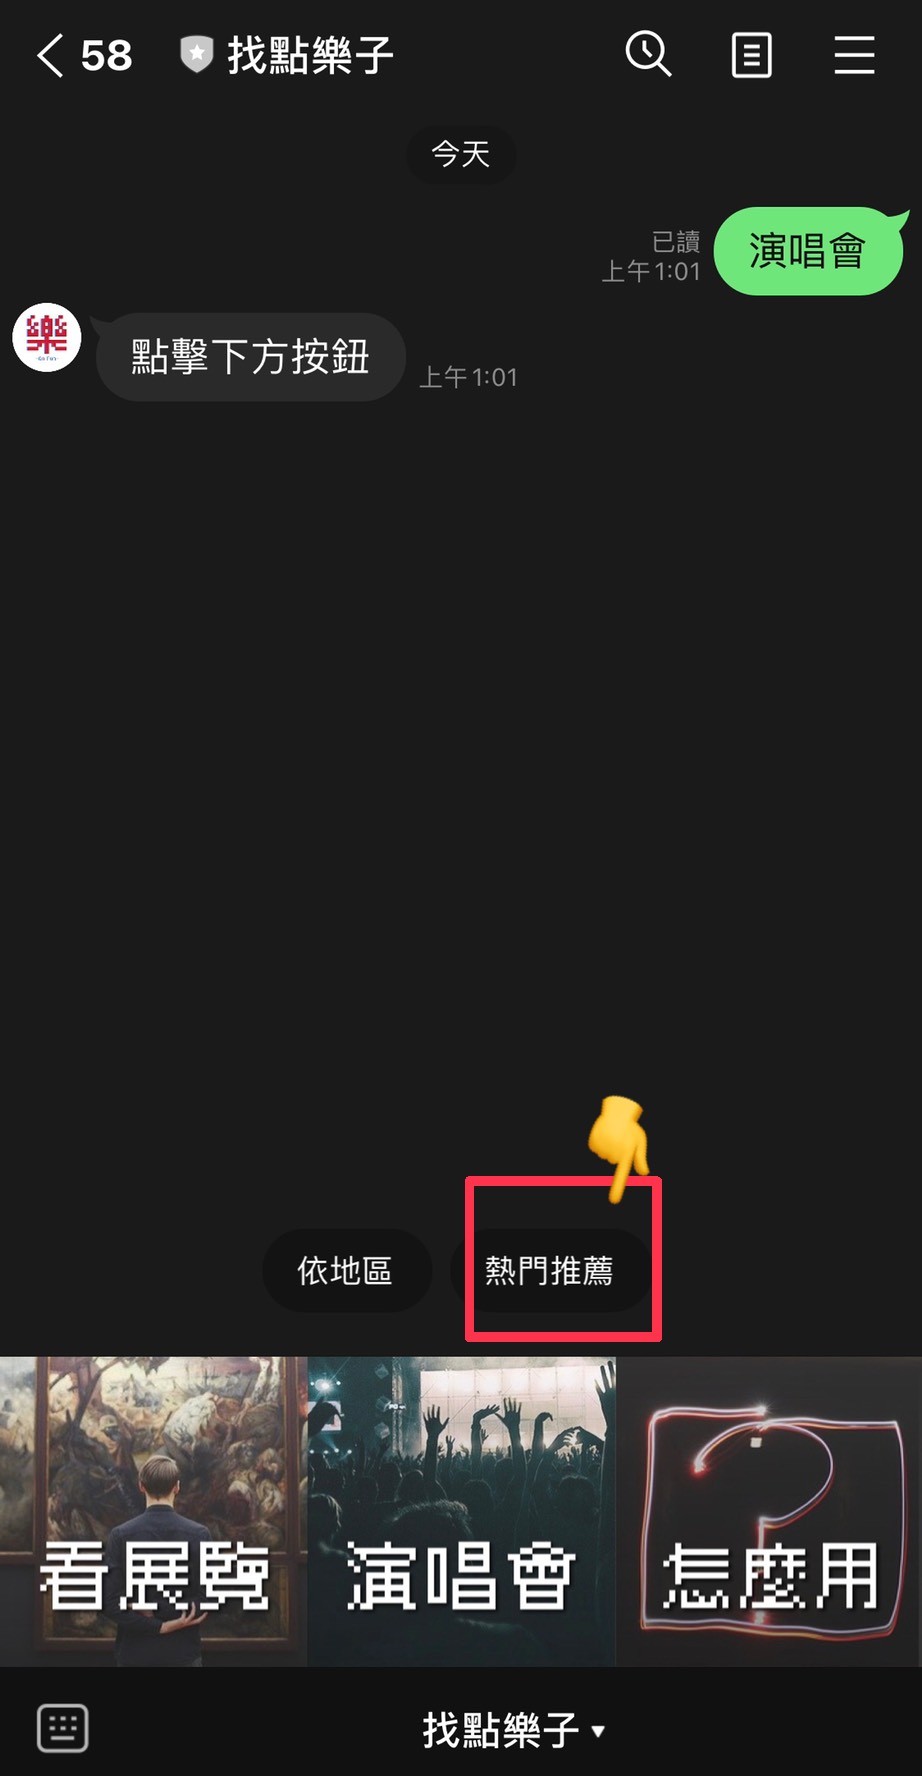 58 找點樂子
今天
演唱會
已讀
上午1:01
樂
點擊下方按鈕
上午1:01
依地區
熱門推薦
看展覽
演唱會
怎麼用
找點樂子